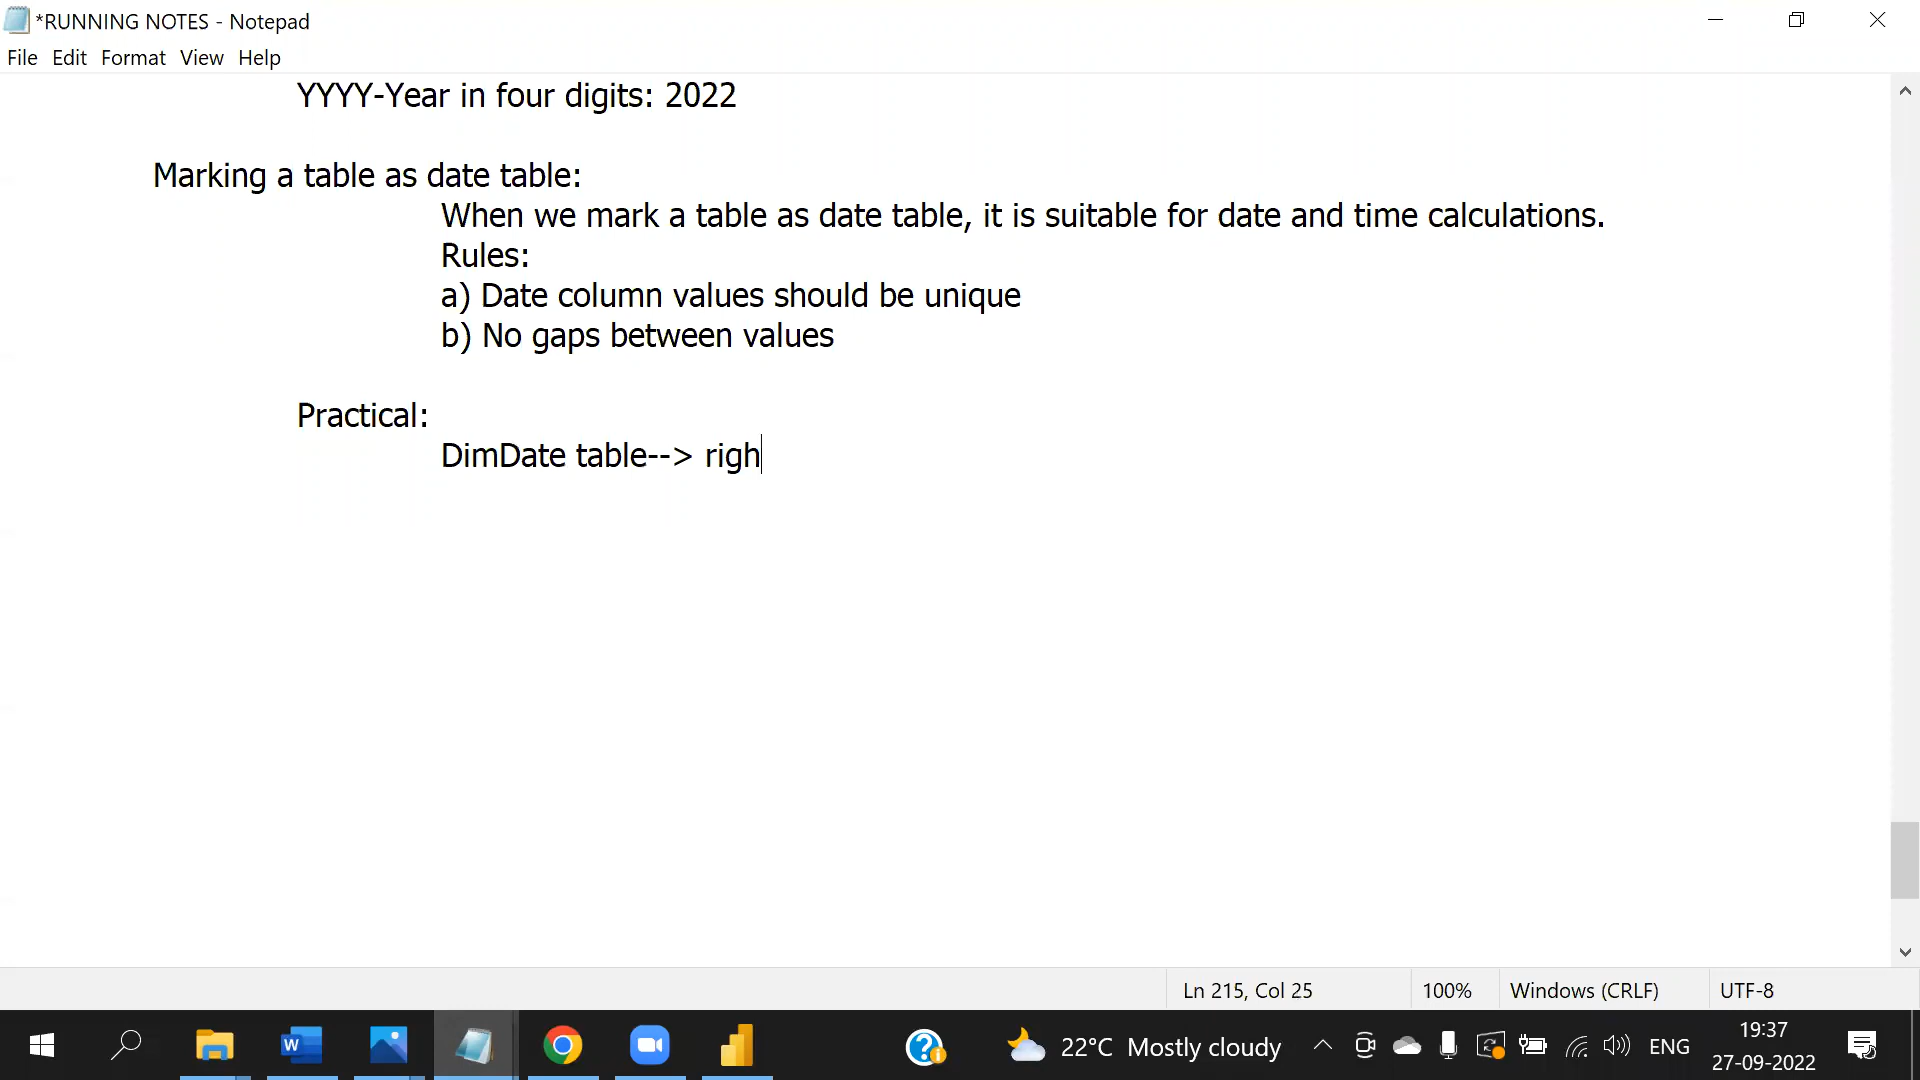 *RUNNING NOTES - Notepad
File Edit Format View Help
YYYY-Year in four digits: 2022
Marking a table as date table:
When we mark a table as date table, it is suitable for date and time calculations.
Rules:
a) Date column values should be unique
b) No gaps between values
Practical:
DimDate table--> righ
Ln 215, Col 25 100% Windows (CRLF) UTF-8
W ? 22°C Mostly cloudy ENG 19:37
27-09-2022